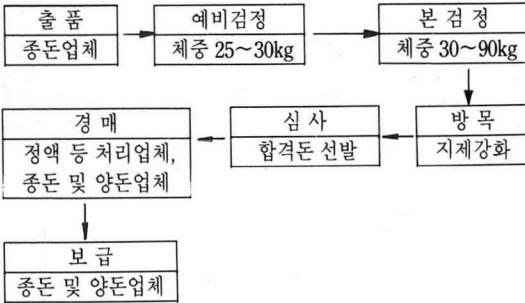 출 품
종돈업체
예비검정
체중 25~30kg
본 검 정
체중 30~90kg
방 목
지제강화
심 사
합격돈 선발
경 매
정액 등 처리업체,
종돈 및 양돈업체
보 급
종돈 및 양돈업체